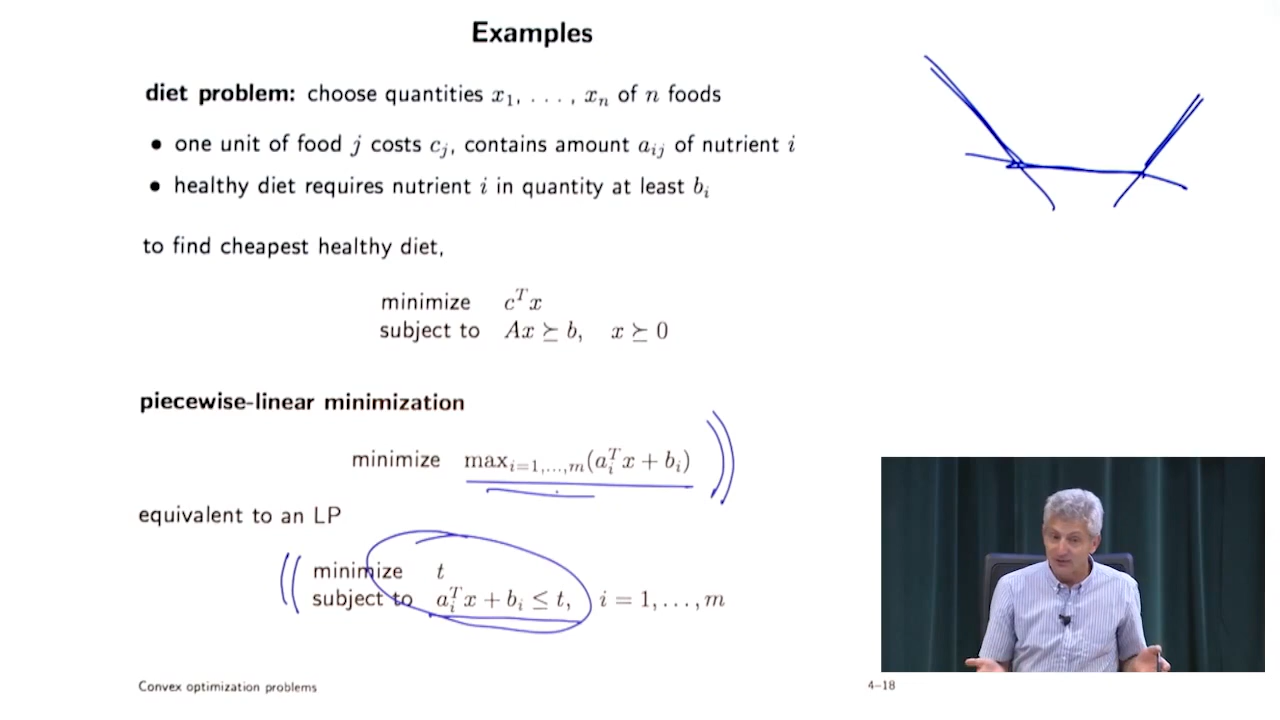 Examples
diet problem: choose quantities x₁, . . . , xₙ of n foods
• one unit of food j costs cⱼ, contains amount aᵢⱼ of nutrient i
• healthy diet requires nutrient i in quantity at least bᵢ
to find cheapest healthy diet,
minimize cᵀx
subject to Ax ⪰ b, x ⪰ 0
piecewise-linear minimization
minimize max_{i=1,...,m}(aᵢᵀx + bᵢ)
equivalent to an LP
minimize t
subject to aᵢᵀx + bᵢ ≤ t, i = 1, . . . , m
Convex optimization problems 4–18